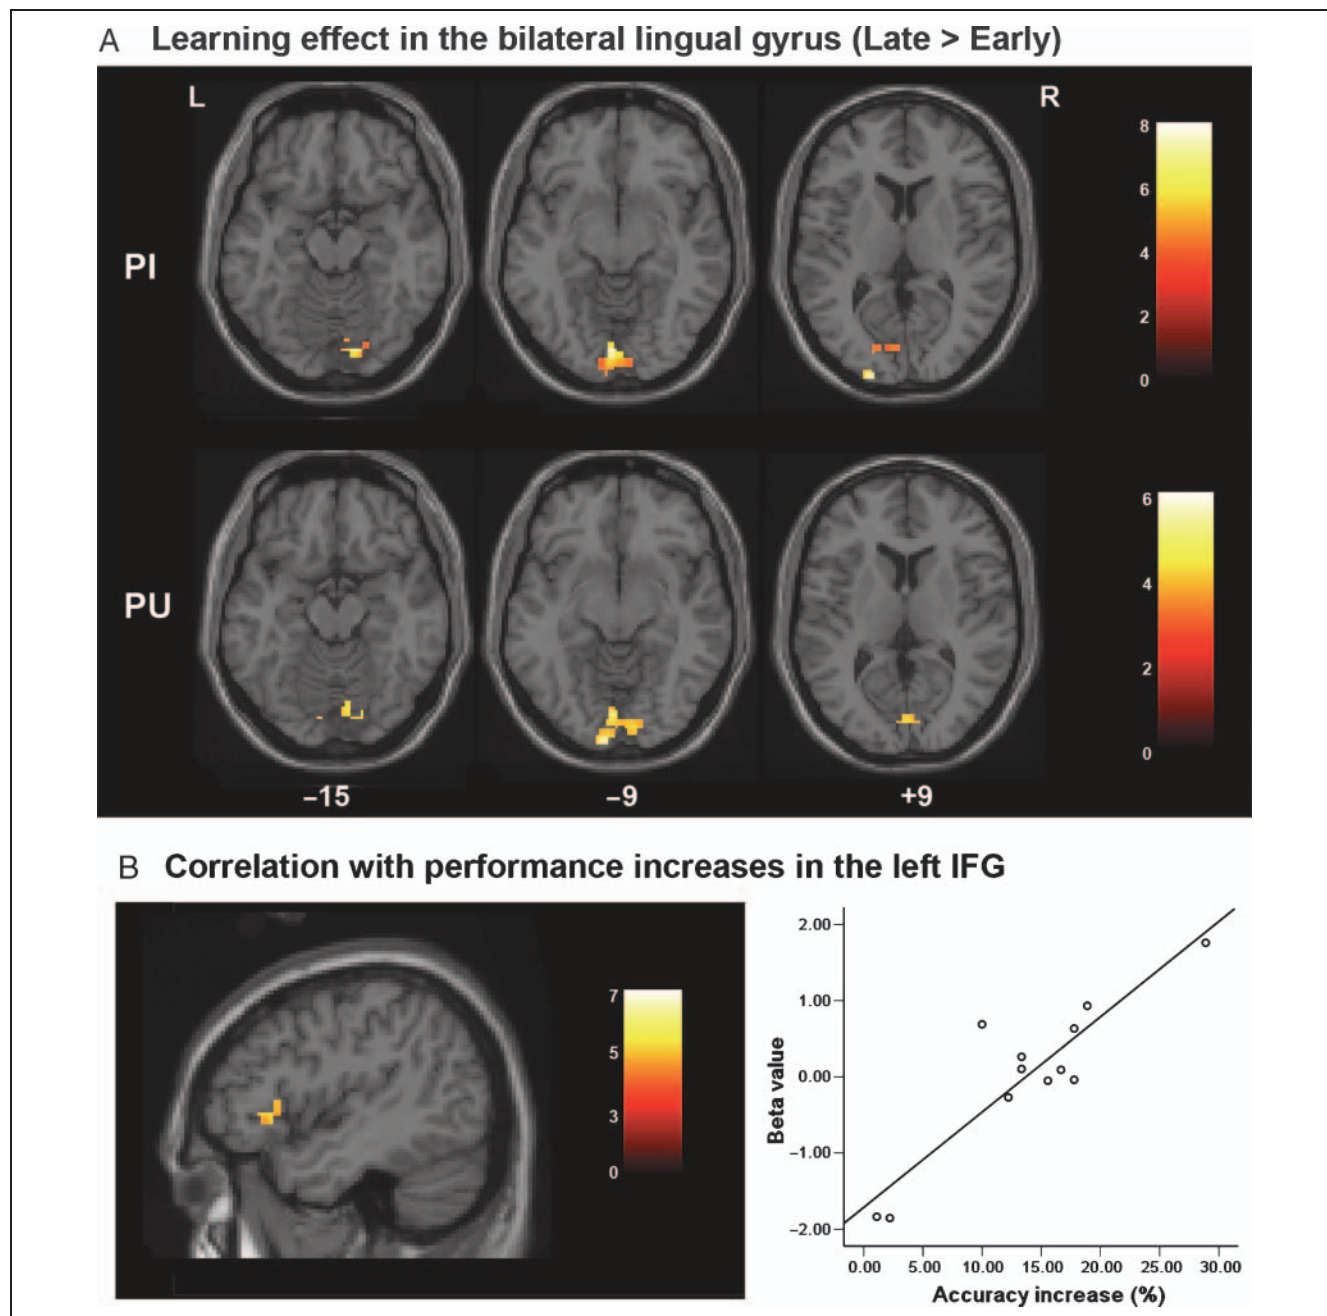 A Learning effect in the bilateral lingual gyrus (Late > Early)
L
R
PI
8
6
4
2
0
PU
6
4
2
0
–15
–9
+9
B Correlation with performance increases in the left IFG
7
5
3
0
Beta value
2.00
1.00
0.00
–1.00
–2.00
0.00 5.00 10.00 15.00 20.00 25.00 30.00
Accuracy increase (%)